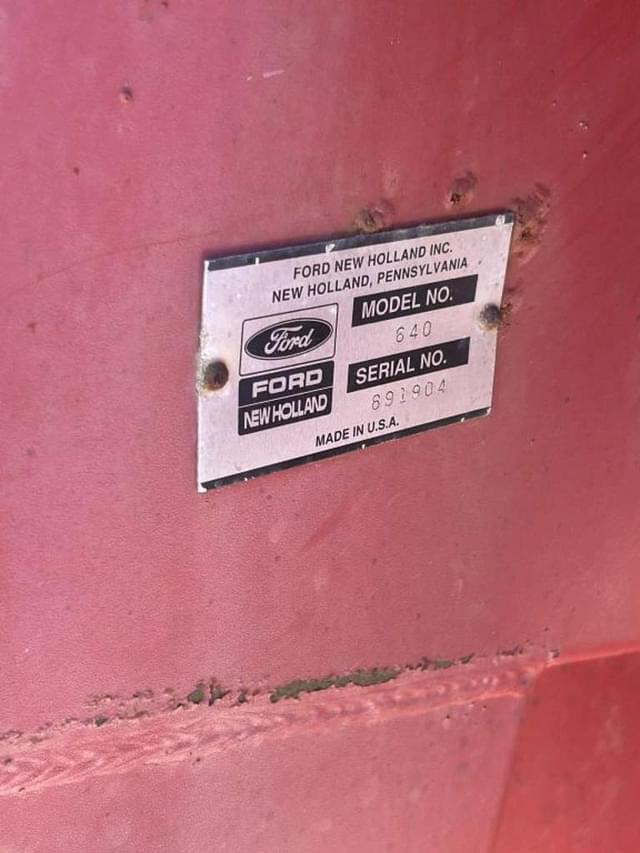 FORD NEW HOLLAND INC.
NEW HOLLAND, PENNSYLVANIA
Ford
FORD
NEW HOLLAND
MODEL NO.
640
SERIAL NO.
891904
MADE IN U.S.A.